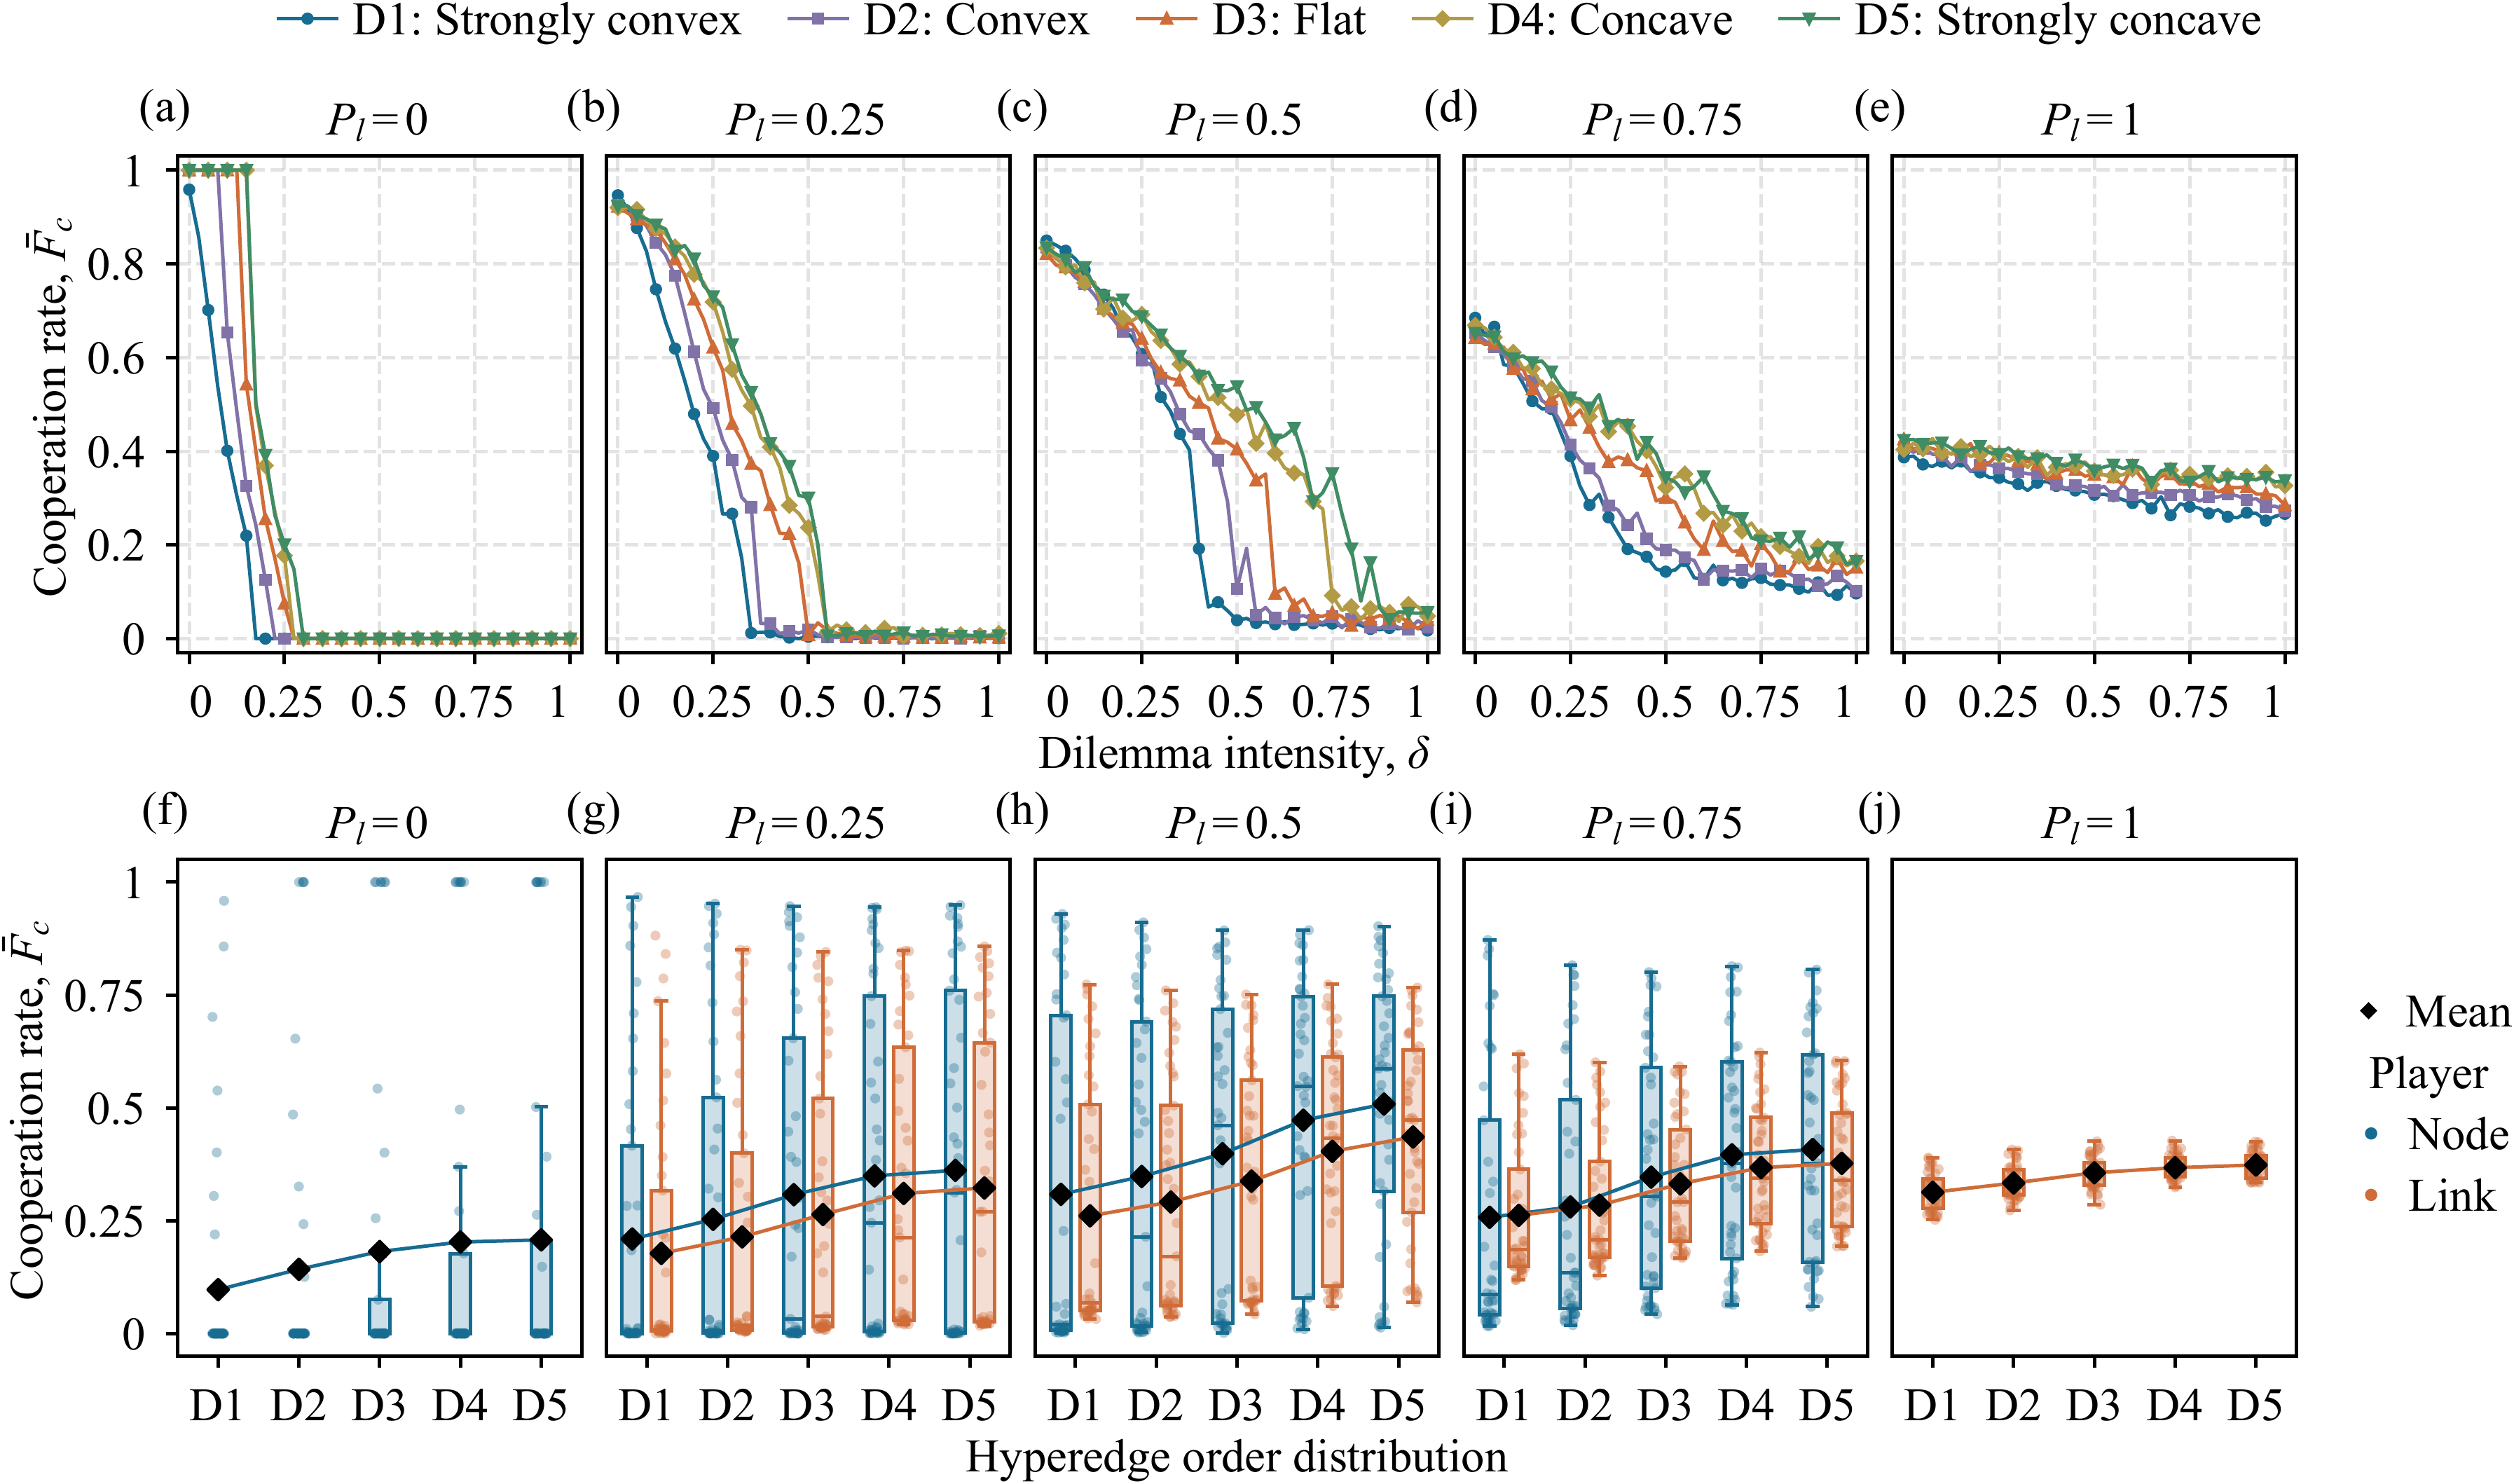 D1: Strongly convex D2: Convex D3: Flat D4: Concave D5: Strongly concave
(a) P_l = 0 (b) P_l = 0.25 (c) P_l = 0.5 (d) P_l = 0.75 (e) P_l = 1
Cooperation rate, F̄_c
1
0.8
0.6
0.4
0.2
0
0 0.25 0.5 0.75 1 0 0.25 0.5 0.75 1 0 0.25 0.5 0.75 1 0 0.25 0.5 0.75 1 0 0.25 0.5 0.75 1
Dilemma intensity, δ
(f) P_l = 0 (g) P_l = 0.25 (h) P_l = 0.5 (i) P_l = 0.75 (j) P_l = 1
Cooperation rate, F̄_c
1
0.75
0.5
0.25
0
D1 D2 D3 D4 D5 D1 D2 D3 D4 D5 D1 D2 D3 D4 D5 D1 D2 D3 D4 D5 D1 D2 D3 D4 D5
Hyperedge order distribution
Mean
Player
Node
Link